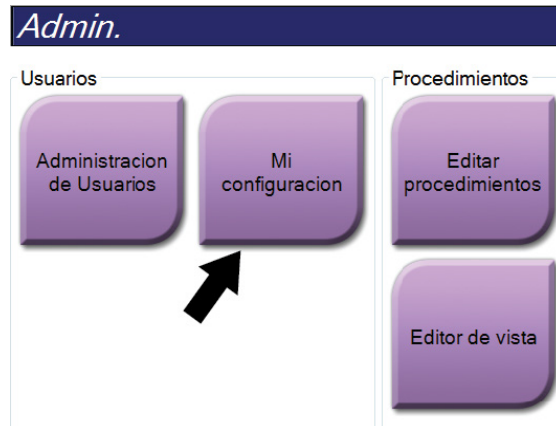 Admin.
Usuarios
Procedimientos
Administracion
de Usuarios
Mi
configuracion
Editar
procedimientos
Editor de vista